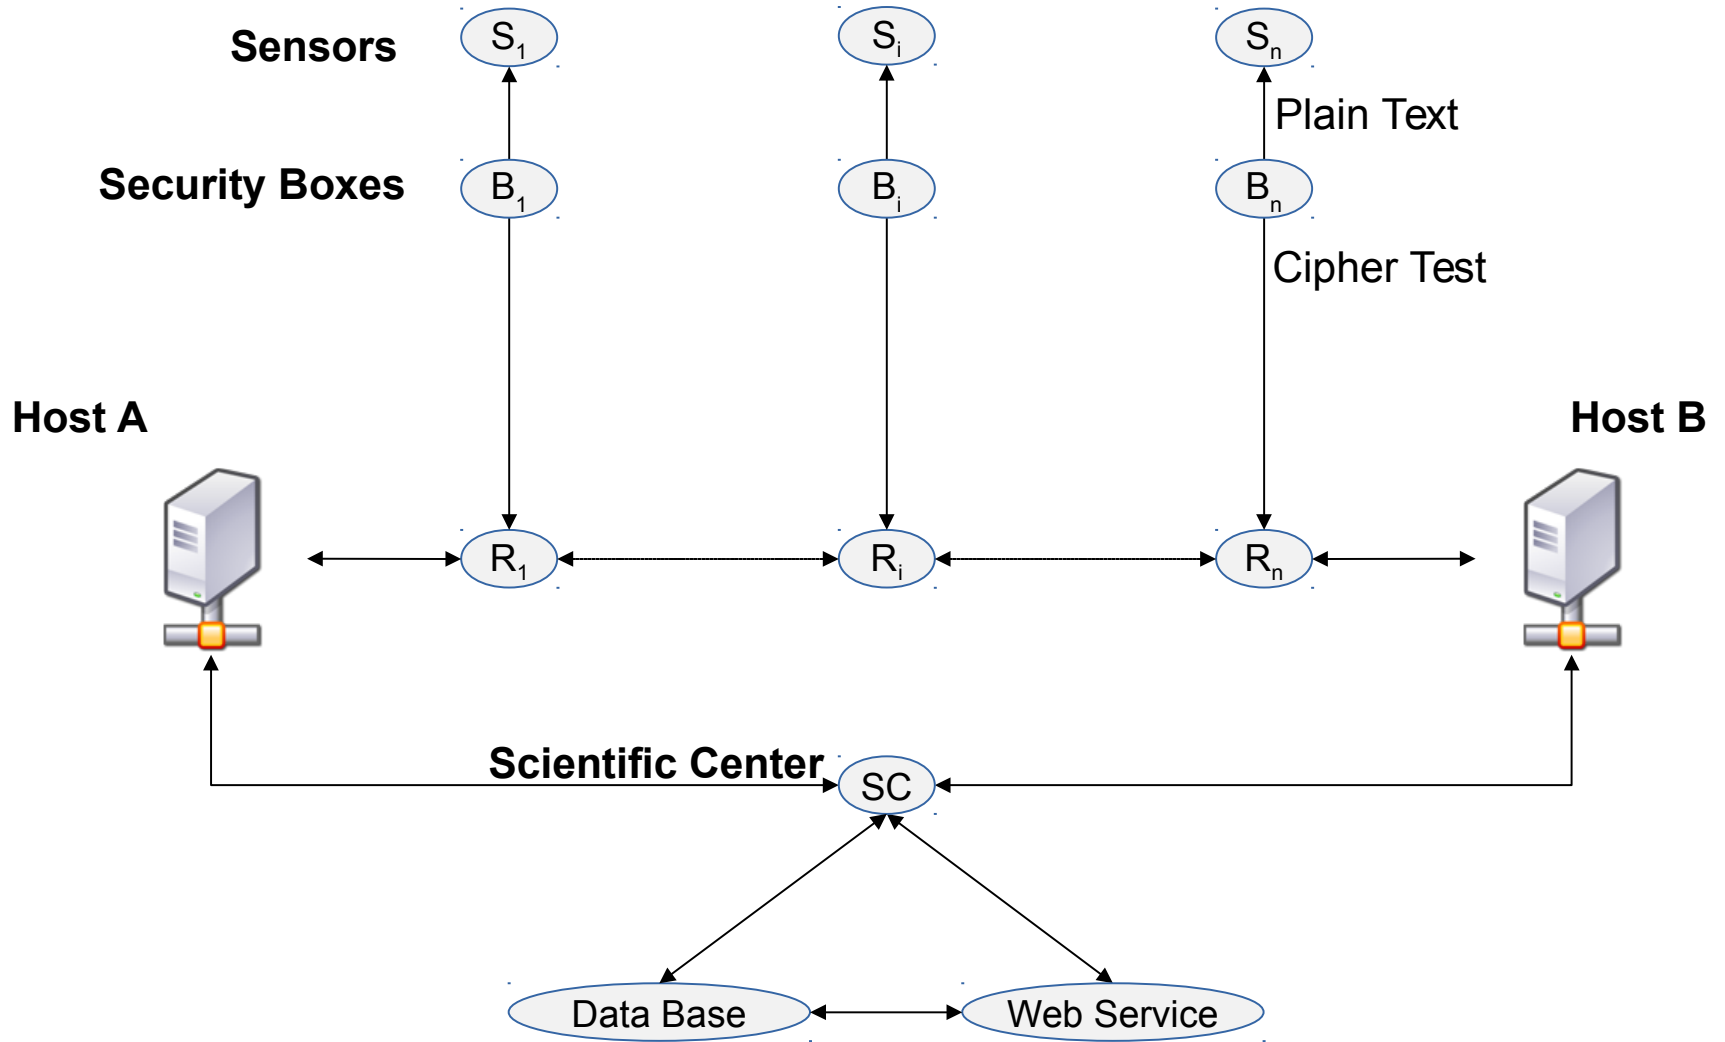 Sensors S1 Si Sn
Plain Text
Security Boxes B1 Bi Bn
Cipher Test
Host A Host B
R1 Ri Rn
Scientific Center SC
Data Base Web Service